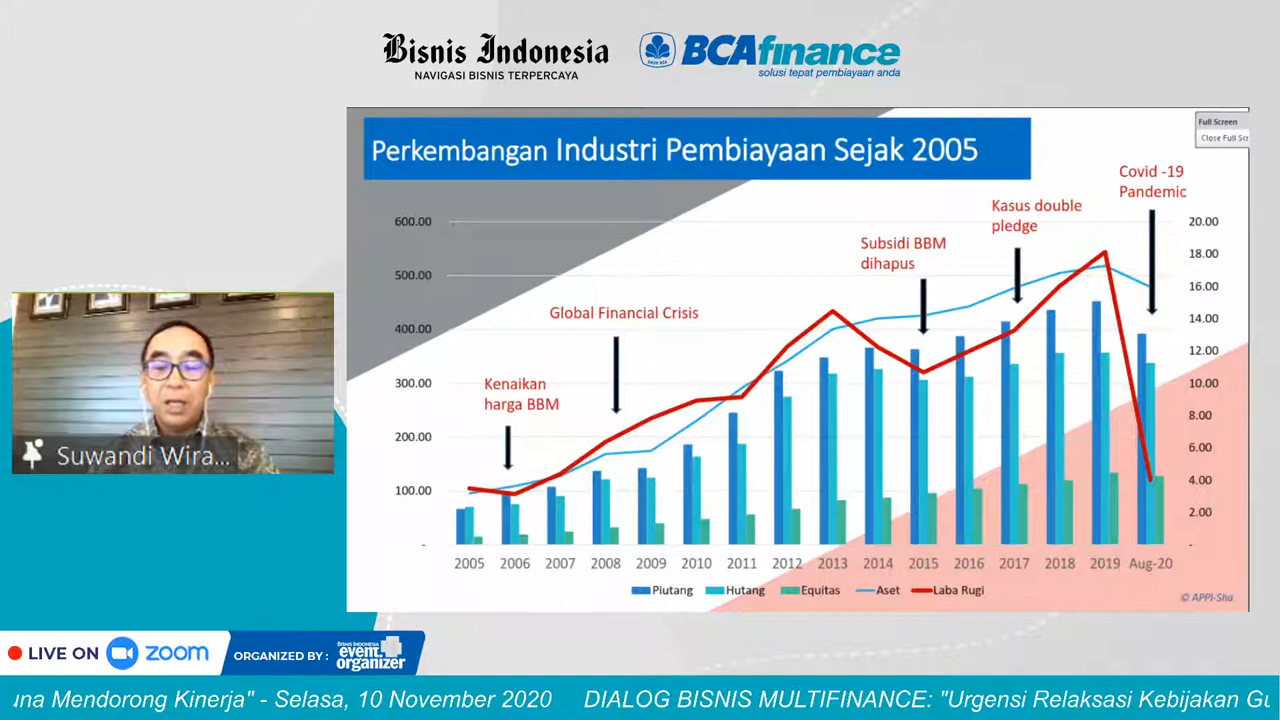 Bisnis Indonesia
NAVIGASI BISNIS TERPERCAYA
BCAfinance
solusi tepat pembiayaan anda
Full Screen
Close Full Scr
Perkembangan Industri Pembiayaan Sejak 2005
Covid -19
Pandemic
Kasus double
pledge
Subsidi BBM
dihapus
Global Financial Crisis
Kenaikan
harga BBM
600.00
500.00
400.00
300.00
200.00
100.00
-
20.00
18.00
16.00
14.00
12.00
10.00
8.00
6.00
4.00
2.00
-
2005 2006 2007 2008 2009 2010 2011 2012 2013 2014 2015 2016 2017 2018 2019 Aug-20
Piutang Hutang Equitas Aset Laba Rugi
© APPI-Sha
Suwandi Wira...
LIVE ON zoom
ORGANIZED BY :
BISNIS INDONESIA
event
organizer
una Mendorong Kinerja" - Selasa, 10 November 2020 DIALOG BISNIS MULTIFINANCE: "Urgensi Relaksasi Kebijakan Gu